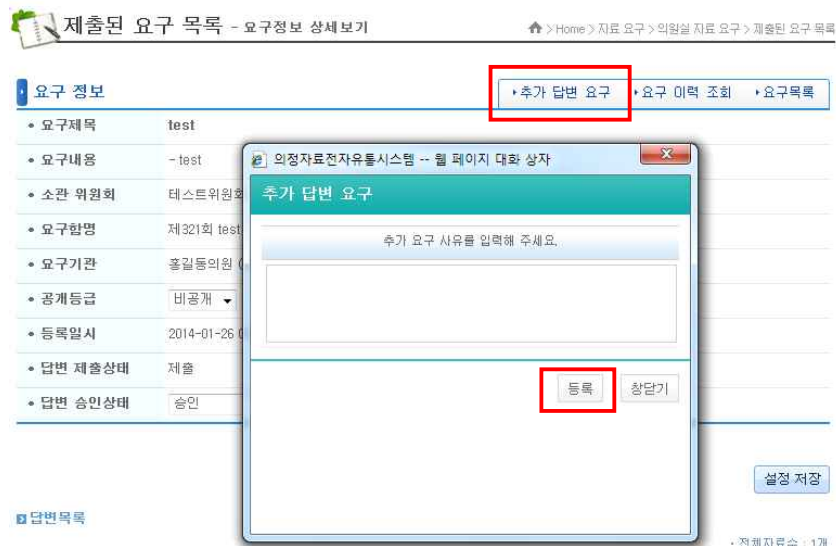 제출된 요구 목록 - 요구정보 상세보기
> Home > 자료 요구 > 의원실 자료 요구 > 제출된 요구 목록
요구 정보
추가 답변 요구 요구 이력 조회 요구목록
• 요구제목 test
• 요구내용 - test
• 소관 위원회 테스트위원회
• 요구함명 제321회 test
• 요구기관 홍길동의원 (
• 공개등급 비공개
• 등록일시 2014-01-26
• 답변 제출상태 제출
• 답변 승인상태 승인
의정자료전자유통시스템 -- 웹 페이지 대화 상자
추가 답변 요구
추가 요구 사유를 입력해 주세요.
등록 창닫기
설정 저장
답변목록
• 전체자료수 : 1개